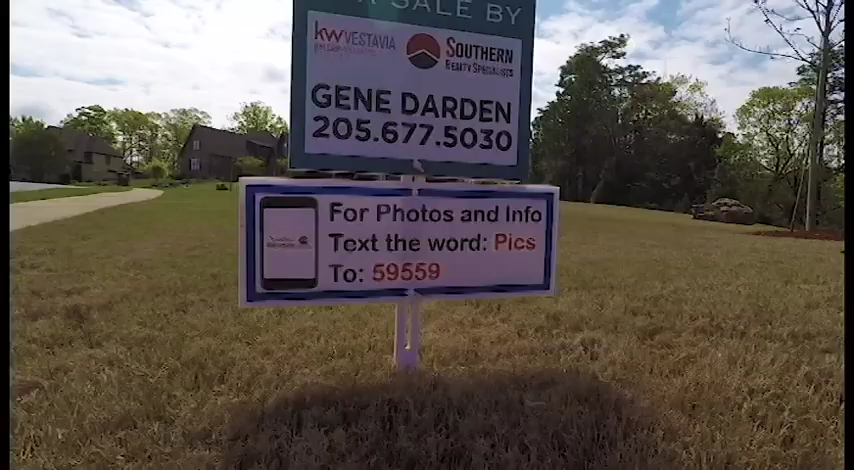 SALE BY
kw VESTAVIA
SOUTHERN
REALTY SPECIALISTS
GENE DARDEN
205.677.5030
For Photos and Info
Text the word: Pics
To: 59559